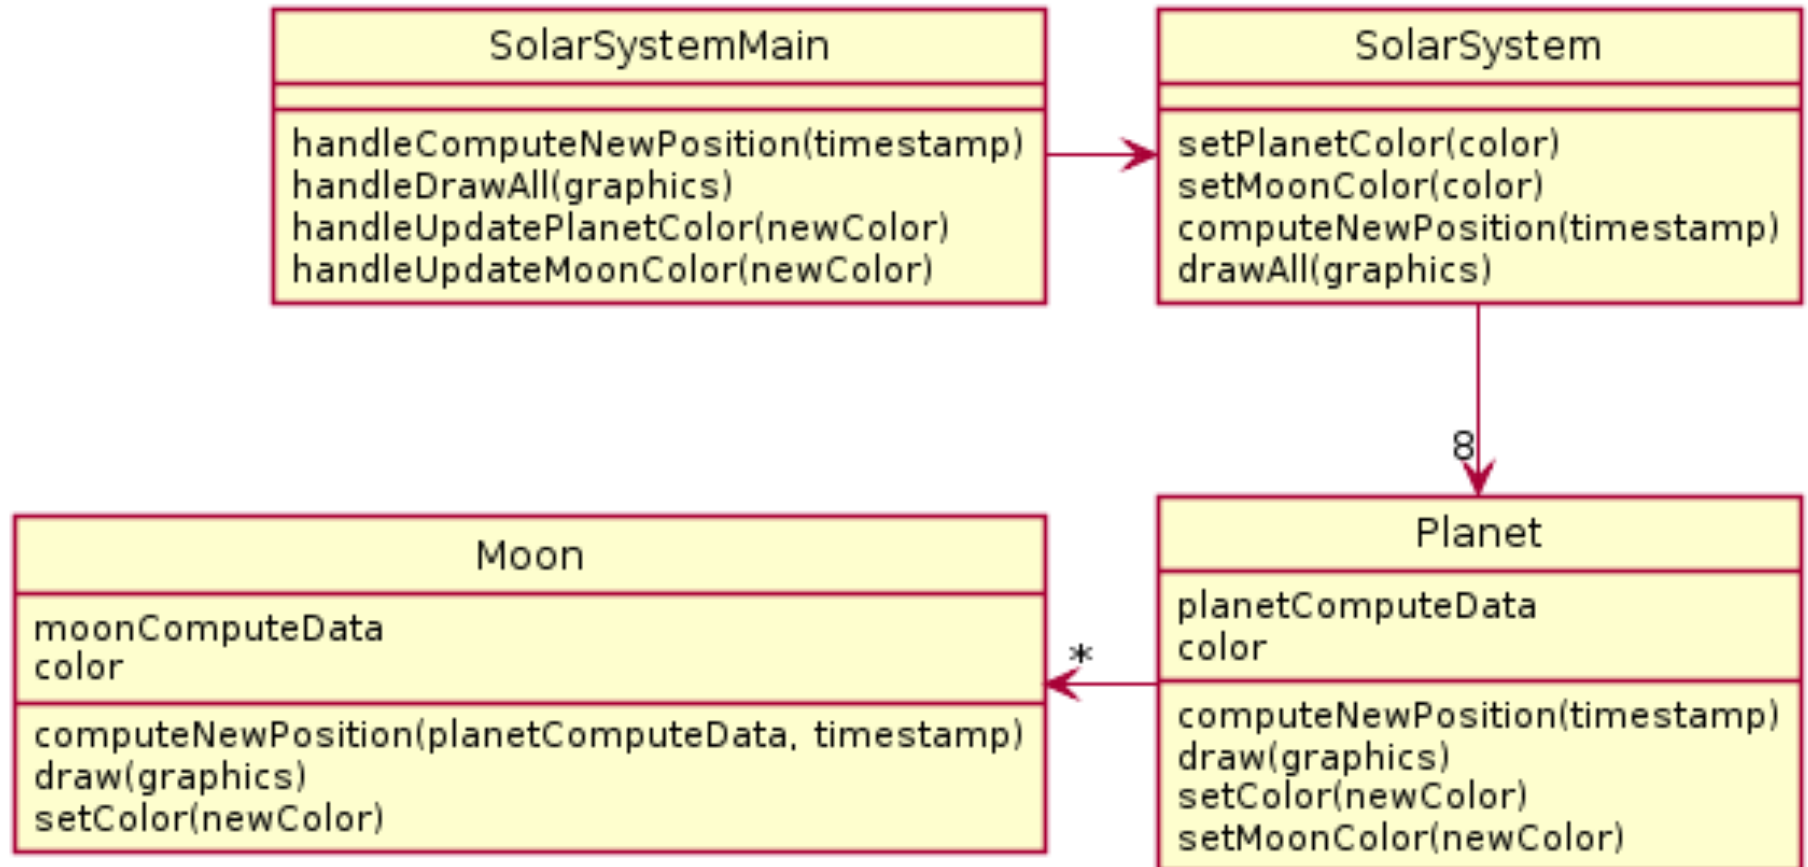 SolarSystemMain
handleComputeNewPosition(timestamp)
handleDrawAll(graphics)
handleUpdatePlanetColor(newColor)
handleUpdateMoonColor(newColor)
SolarSystem
setPlanetColor(color)
setMoonColor(color)
computeNewPosition(timestamp)
drawAll(graphics)
8
Moon
moonComputeData
color
computeNewPosition(planetComputeData, timestamp)
draw(graphics)
setColor(newColor)
*
Planet
planetComputeData
color
computeNewPosition(timestamp)
draw(graphics)
setColor(newColor)
setMoonColor(newColor)